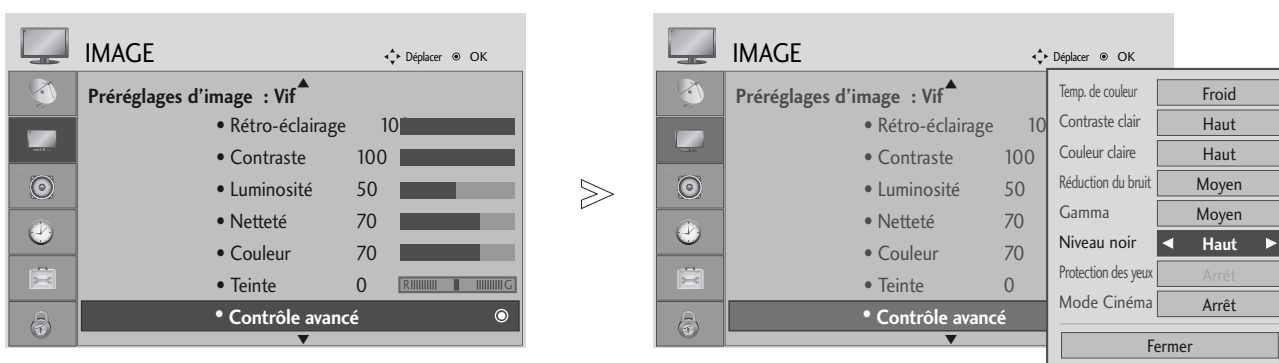 IMAGE
Déplacer OK
Préréglages d'image : Vif
• Rétro-éclairage 10
• Contraste 100
• Luminosité 50
• Netteté 70
• Couleur 70
• Teinte 0 R G
• Contrôle avancé
IMAGE
Déplacer OK
Préréglages d'image : Vif
• Rétro-éclairage 10
• Contraste 100
• Luminosité 50
• Netteté 70
• Couleur 70
• Teinte 0
• Contrôle avancé
Temp. de couleur Froid
Contraste clair Haut
Couleur claire Haut
Réduction du bruit Moyen
Gamma Moyen
Niveau noir Haut
Protection des yeux Arrêt
Mode Cinéma Arrêt
Fermer